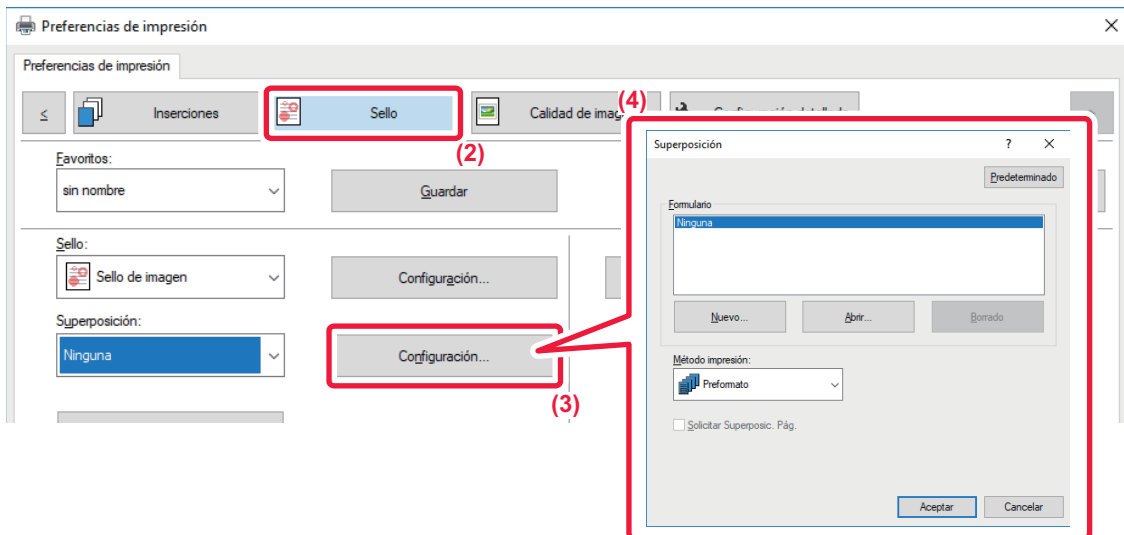 Preferencias de impresión
Preferencias de impresión
≤
Inserciones
Sello
Calidad de imag
(4)
(2)
Favoritos:
sin nombre
Guardar
Sello:
Sello de imagen
Configuración...
Superposición:
Ninguna
Configuración...
(3)
Superposición
?
Predeterminado
Formulario
Ninguna
Nuevo...
Abrir...
Borrado
Método impresión:
Preformato
Solicitar Superposic. Pág.
Aceptar
Cancelar